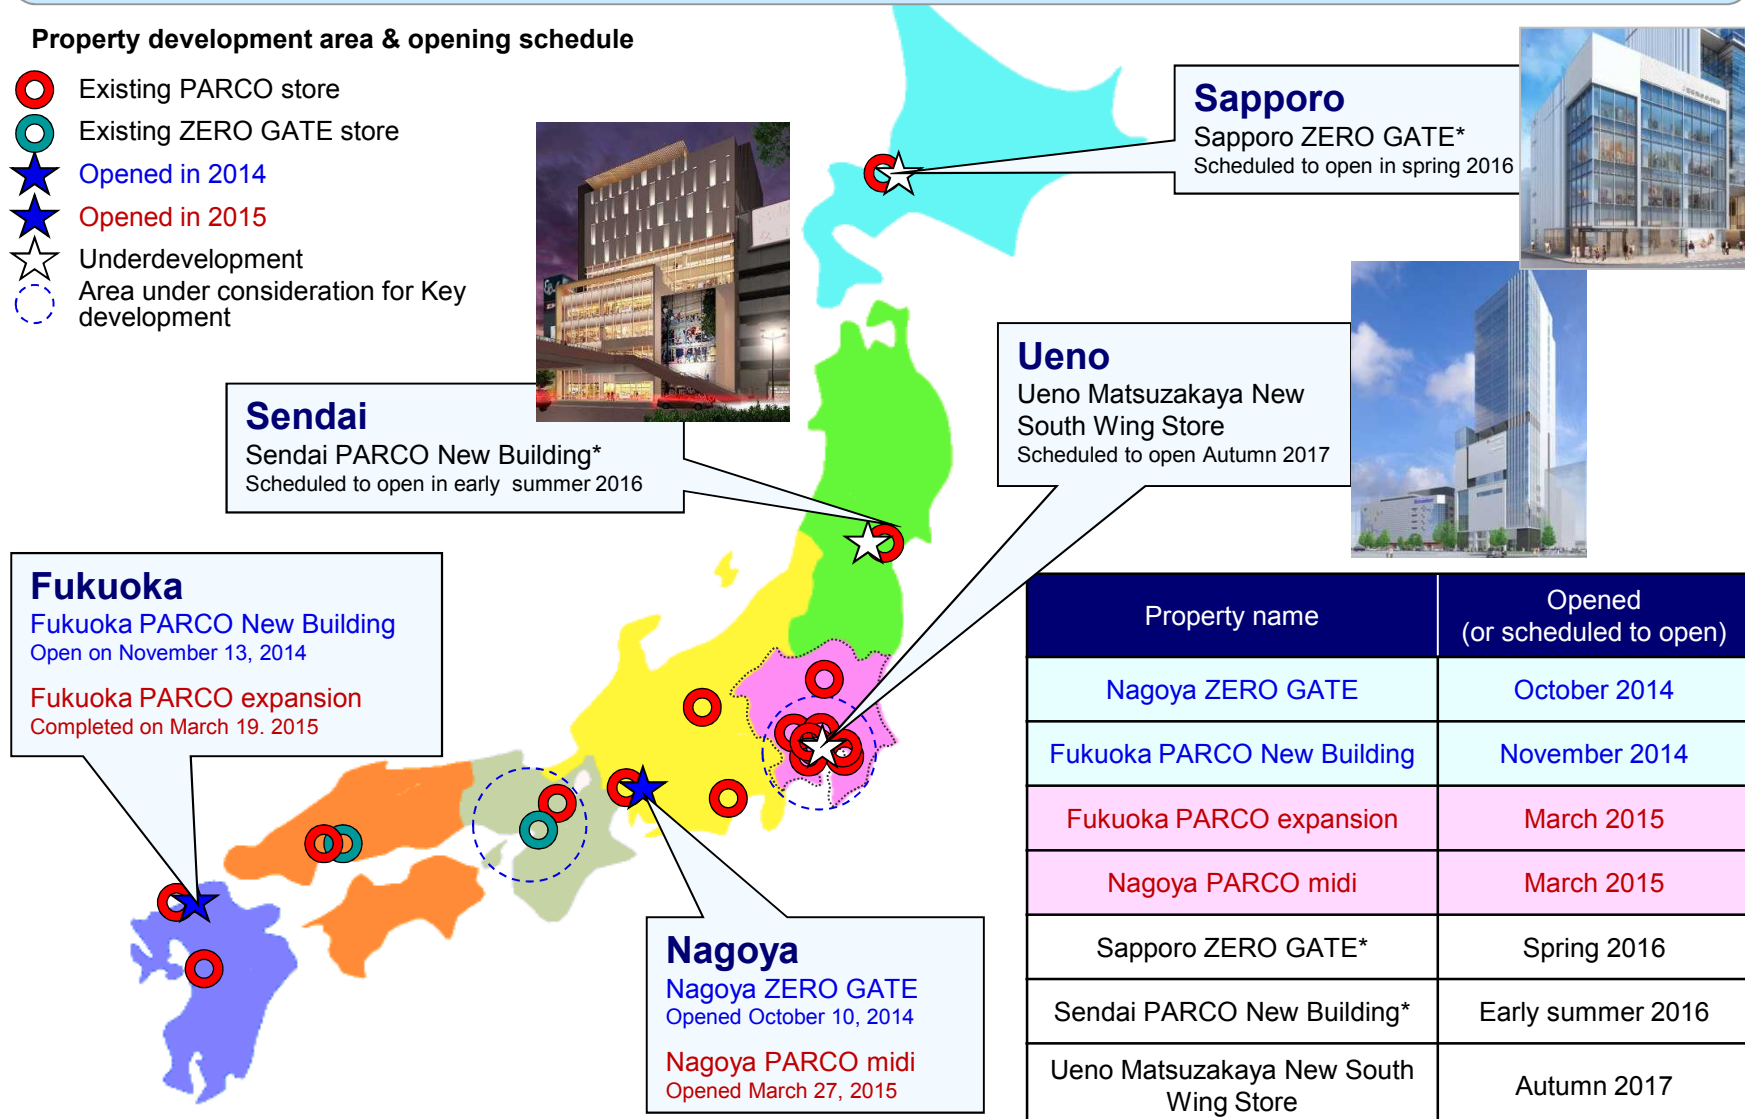 Property development area & opening schedule
Existing PARCO store
Existing ZERO GATE store
Opened in 2014
Opened in 2015
Underdevelopment
Area under consideration for Key
development
Sapporo
Sapporo ZERO GATE*
Scheduled to open in spring 2016
Ueno
Ueno Matsuzakaya New
South Wing Store
Scheduled to open Autumn 2017
Sendai
Sendai PARCO New Building*
Scheduled to open in early summer 2016
Fukuoka
Fukuoka PARCO New Building
Open on November 13, 2014
Fukuoka PARCO expansion
Completed on March 19. 2015
Nagoya
Nagoya ZERO GATE
Opened October 10, 2014
Nagoya PARCO midi
Opened March 27, 2015
Property name
Opened
(or scheduled to open)
Nagoya ZERO GATE
October 2014
Fukuoka PARCO New Building
November 2014
Fukuoka PARCO expansion
March 2015
Nagoya PARCO midi
March 2015
Sapporo ZERO GATE*
Spring 2016
Sendai PARCO New Building*
Early summer 2016
Ueno Matsuzakaya New South
Wing Store
Autumn 2017